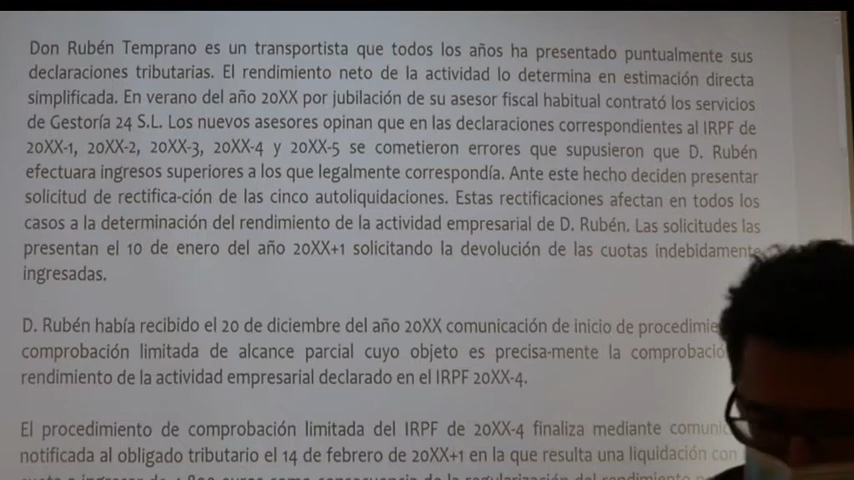 Don Rubén Temprano es un transportista que todos los años ha presentado puntualmente sus
declaraciones tributarias. El rendimiento neto de la actividad lo determina en estimación directa
simplificada. En verano del año 20XX por jubilación de su asesor fiscal habitual contrató los servicios
de Gestoría 24 S.L. Los nuevos asesores opinan que en las declaraciones correspondientes al IRPF de
20XX-1, 20XX-2, 20XX-3, 20XX-4 y 20XX-5 se cometieron errores que supusieron que D. Rubén
efectuara ingresos superiores a los que legalmente correspondía. Ante este hecho deciden presentar
solicitud de rectifica-ción de las cinco autoliquidaciones. Estas rectificaciones afectan en todos los
casos a la determinación del rendimiento de la actividad empresarial de D. Rubén. Las solicitudes las
presentan el 10 de enero del año 20XX+1 solicitando la devolución de las cuotas indebidamente
ingresadas.
D. Rubén había recibido el 20 de diciembre del año 20XX comunicación de inicio de
comprobación limitada de alcance parcial cuyo objeto es precisa-mente la
rendimiento de la actividad empresarial declarado en el IRPF 20XX-4.
El procedimiento de comprobación limitada del IRPF de 20XX-4 finaliza mediante
notificada al obligado tributario el 14 de febrero de 20XX+1 en la que resulta una liquidación con